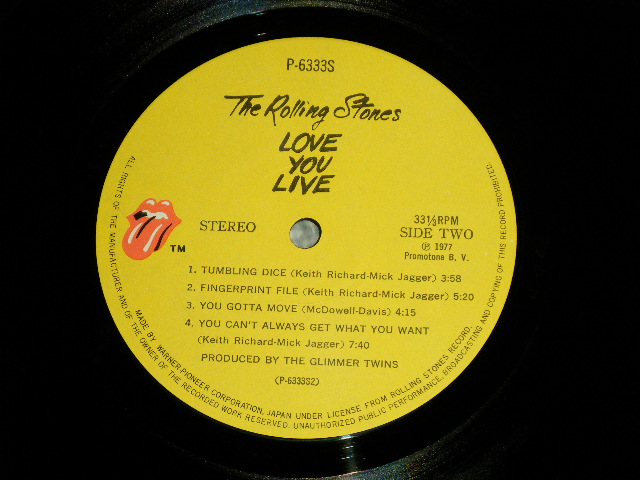 P-6333S
The Rolling Stones
LOVE
YOU
LIVE
STEREO
33⅓RPM
SIDE TWO
Ⓟ 1977
Promotone B. V.
TM
1. TUMBLING DICE (Keith Richard-Mick Jagger) 3:58
2. FINGERPRINT FILE (Keith Richard-Mick Jagger) 5:20
3. YOU GOTTA MOVE (McDowell-Davis) 4:15
4. YOU CAN'T ALWAYS GET WHAT YOU WANT
(Keith Richard-Mick Jagger) 7:40
PRODUCED BY THE GLIMMER TWINS
(P-6333S2)
MADE BY WARNER-PIONEER CORPORATION, JAPAN UNDER LICENSE FROM ROLLING STONES RECORD.
ALL RIGHTS OF THE MANUFACTURER AND OF THE OWNER OF THE RECORDED WORK RESERVED. UNAUTHORIZED PUBLIC PERFORMANCE, BROADCASTING AND COPYING OF THIS RECORD PROHIBITED.